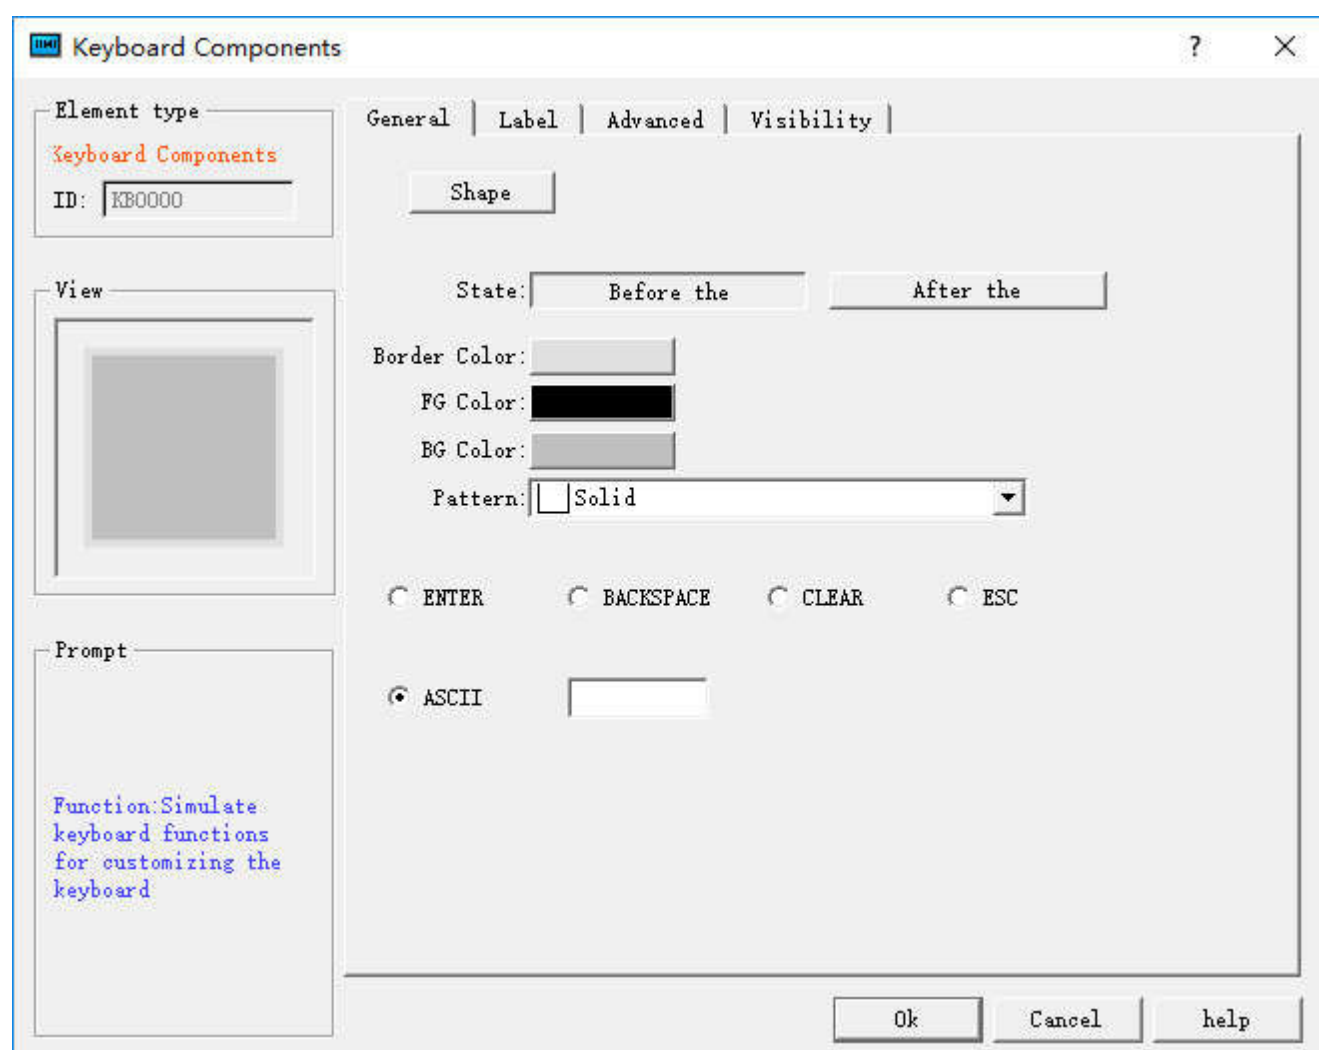 Keyboard Components ?
Element type
Keyboard Components
ID: KB0000
View
Prompt
Function:Simulate
keyboard functions
for customizing the
keyboard
General Label Advanced Visibility
Shape
State: Before the After the
Border Color:
FG Color:
BG Color:
Pattern: Solid
ENTER BACKSPACE CLEAR ESC
ASCII
Ok Cancel help